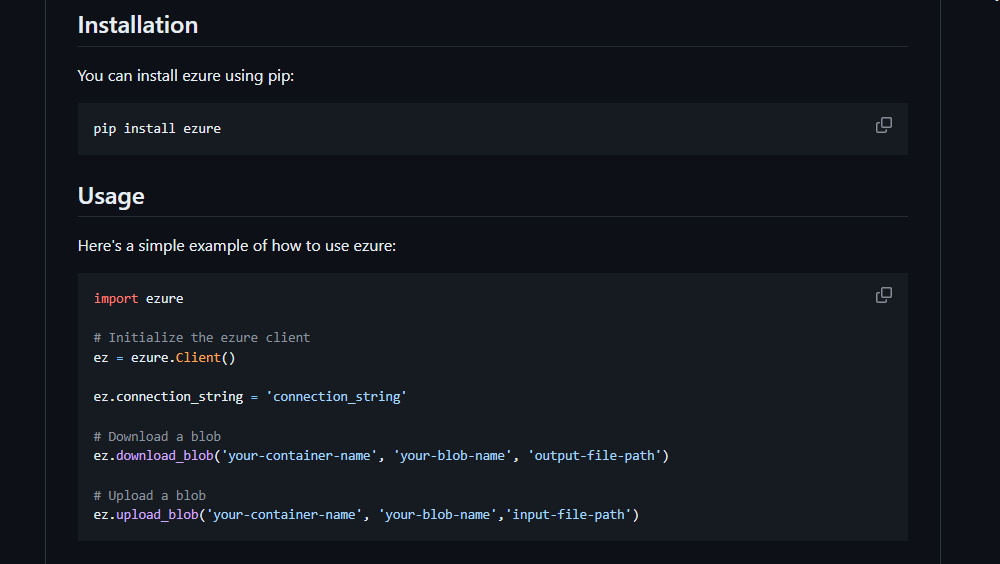 Installation
You can install ezure using pip:
pip install ezure
Usage
Here's a simple example of how to use ezure:
import ezure
# Initialize the ezure client
ez = ezure.Client()
ez.connection_string = 'connection_string'
# Download a blob
ez.download_blob('your-container-name', 'your-blob-name', 'output-file-path')
# Upload a blob
ez.upload_blob('your-container-name', 'your-blob-name','input-file-path')